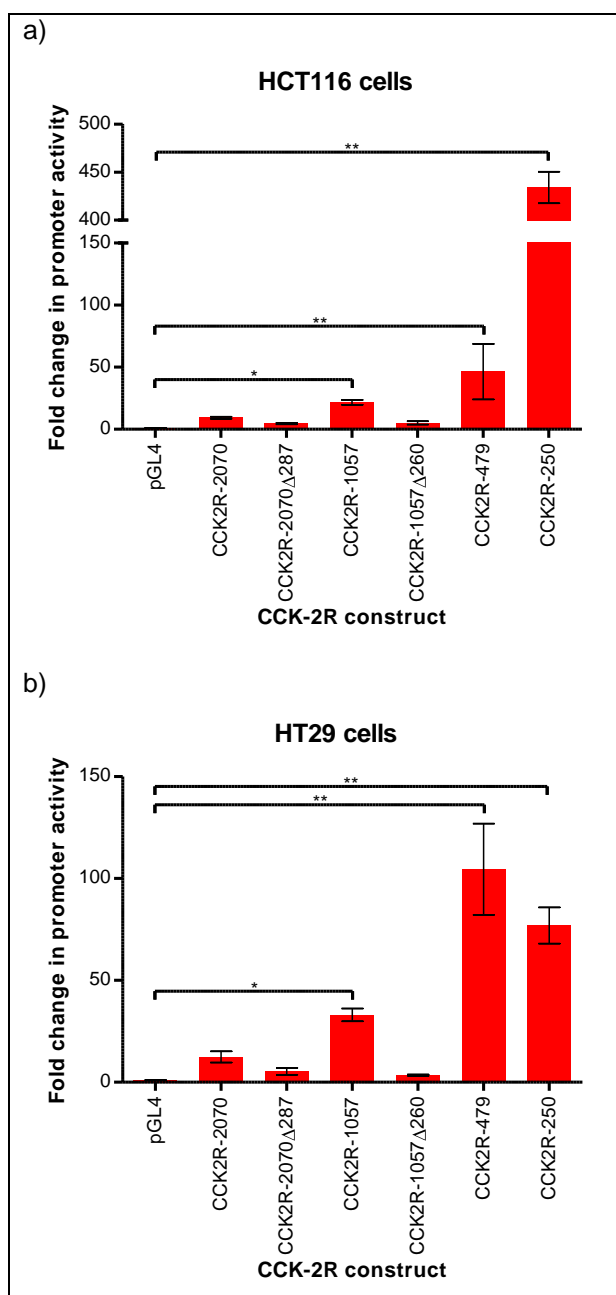 a)
HCT116 cells
Fold change in promoter activity
500
450
400
150
100
50
0
**
**
*
pGL4
CCK2R-2070
CCK2R-2070Δ287
CCK2R-1057
CCK2R-1057Δ260
CCK2R-479
CCK2R-250
CCK-2R construct
b)
HT29 cells
Fold change in promoter activity
150
100
50
0
**
**
*
pGL4
CCK2R-2070
CCK2R-2070Δ287
CCK2R-1057
CCK2R-1057Δ260
CCK2R-479
CCK2R-250
CCK-2R construct